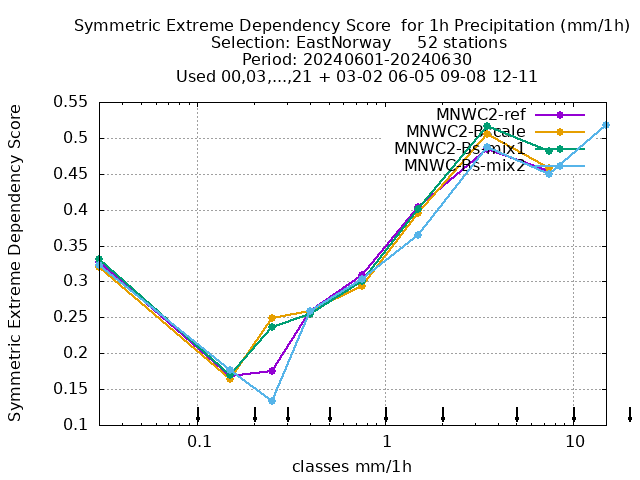 Symmetric Extreme Dependency Score  for 1h Precipitation (mm/1h)
Selection: EastNorway     52 stations
Period: 20240601-20240630
Used 00,03,...,21 + 03-02 06-05 09-08 12-11
Symmetric Extreme Dependency Score
0.55
0.5
0.45
0.4
0.35
0.3
0.25
0.2
0.15
0.1
MNWC2-ref
MNWC2-Bscale
MNWC2-Bs-mix1
MNWC-Bs-mix2
0.1
1
10
classes mm/1h